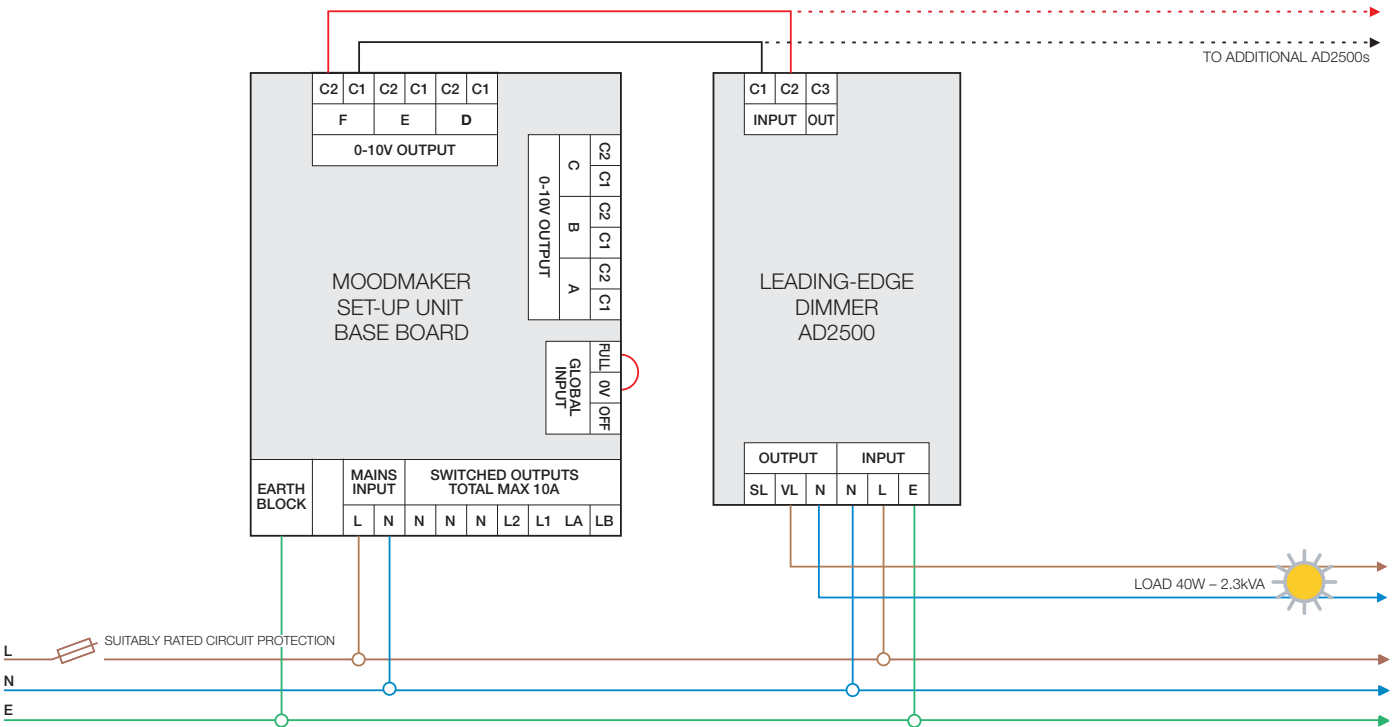 TO ADDITIONAL AD2500s
C2 C1 C2 C1 C2 C1
F E D
0-10V OUTPUT
C2
C1
C2
C1
C2
C1
C
B
A
0-10V OUTPUT
MOODMAKER
SET-UP UNIT
BASE BOARD
FULL
0V
OFF
GLOBAL
INPUT
EARTH
BLOCK
MAINS
INPUT
SWITCHED OUTPUTS
TOTAL MAX 10A
L N N N N L2 L1 LA LB
C1 C2 C3
INPUT OUT
LEADING-EDGE
DIMMER
AD2500
OUTPUT INPUT
SL VL N N L E
LOAD 40W – 2.3kVA
SUITABLY RATED CIRCUIT PROTECTION
L
N
E